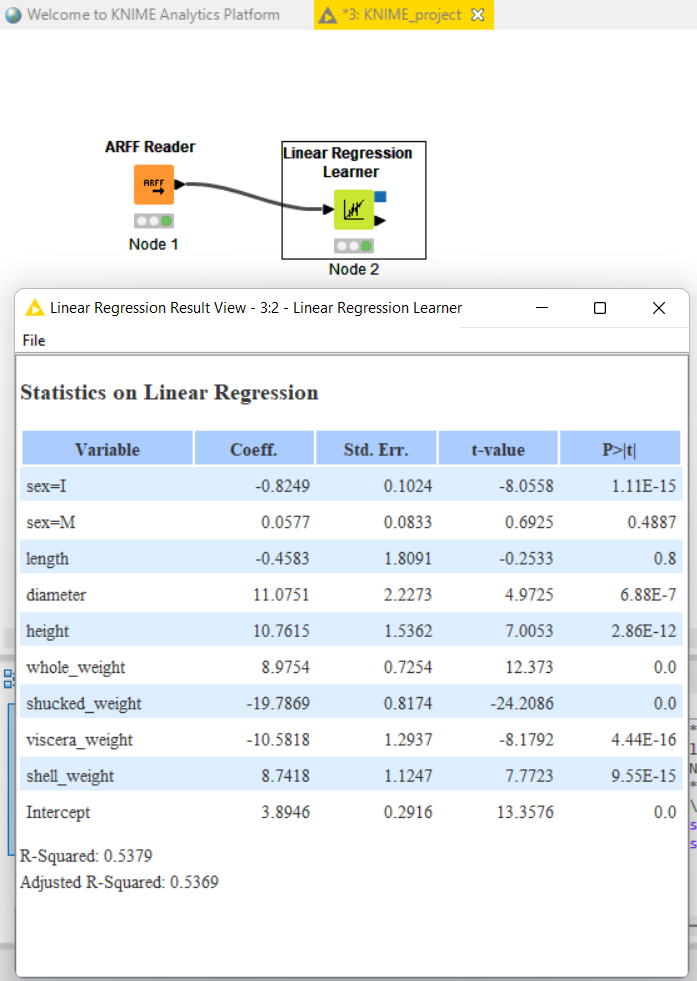 Welcome to KNIME Analytics Platform
*3: KNIME_project
ARFF Reader
ARFF
Node 1
Linear Regression
Learner
Node 2
Linear Regression Result View - 3:2 - Linear Regression Learner
File
Statistics on Linear Regression
Variable Coeff. Std. Err. t-value P>|t|
sex=I -0.8249 0.1024 -8.0558 1.11E-15
sex=M 0.0577 0.0833 0.6925 0.4887
length -0.4583 1.8091 -0.2533 0.8
diameter 11.0751 2.2273 4.9725 6.88E-7
height 10.7615 1.5362 7.0053 2.86E-12
whole_weight 8.9754 0.7254 12.373 0.0
shucked_weight -19.7869 0.8174 -24.2086 0.0
viscera_weight -10.5818 1.2937 -8.1792 4.44E-16
shell_weight 8.7418 1.1247 7.7723 9.55E-15
Intercept 3.8946 0.2916 13.3576 0.0
R-Squared: 0.5379
Adjusted R-Squared: 0.5369